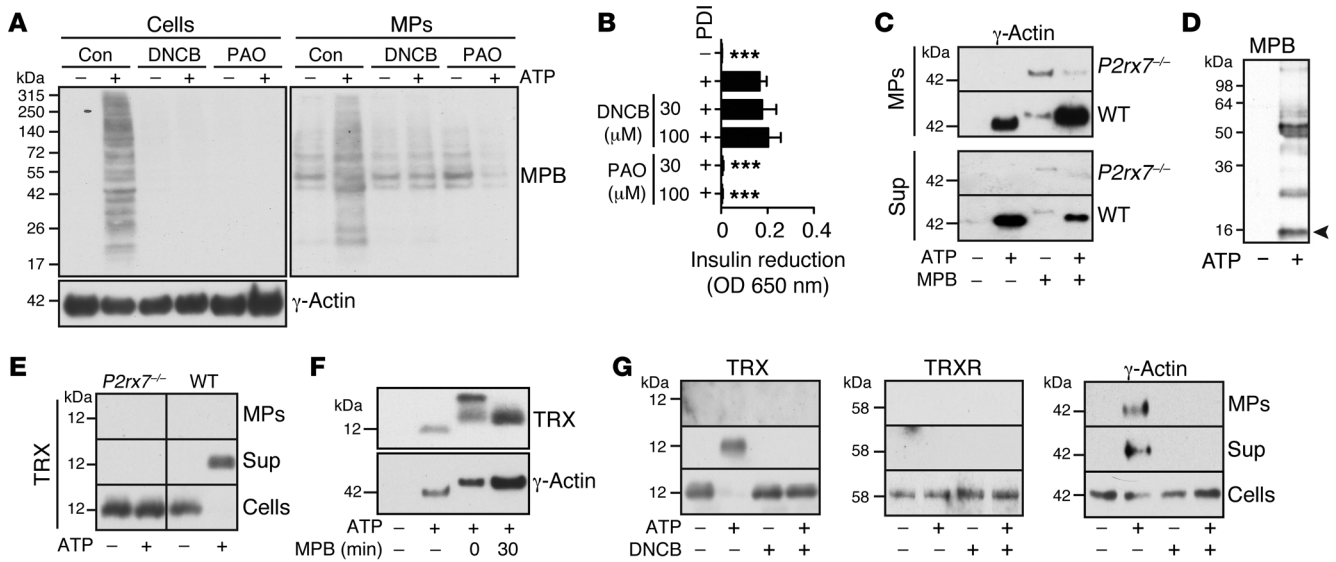 A
Cells
MPs
Con
DNCB
PAO
Con
DNCB
PAO
kDa
– + – + – + – + – + – + ATP
315
250
140
72
55
42
26
17
MPB
42
γ-Actin
B
PDI
– ***
+
DNCB (μM)
30 +
100 +
PAO (μM)
30 + ***
100 + ***
0 0.2 0.4
Insulin reduction
(OD 650 nm)
C
γ-Actin
kDa
MPs
42 P2rx7–/–
42 WT
Sup
42 P2rx7–/–
42 WT
ATP – + – +
MPB – – + +
D
MPB
kDa
98
64
50
36
16
ATP – +
E
P2rx7–/– WT
kDa
TRX
12 MPs
12 Sup
12 Cells
ATP – + – +
F
kDa
12 TRX
42 γ-Actin
ATP – + + +
MPB (min) – – 0 30
G
TRX
TRXR
γ-Actin
kDa
kDa
kDa
12
58
42
MPs
12
58
42
Sup
12
58
42
Cells
ATP – + – + – + – + – + – +
DNCB – – + + – – + + – – + +